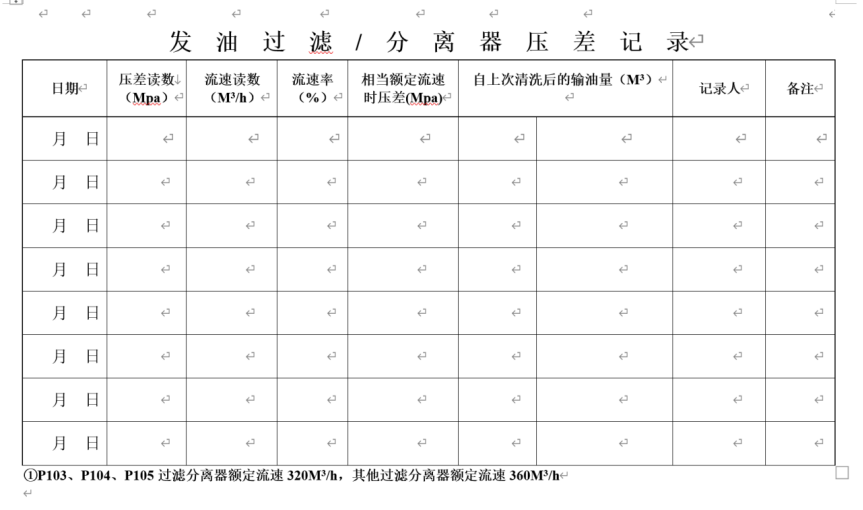 发油过滤/分离器压差记录
日期 压差读数 流速读数 流速率 相当额定流速 自上次清洗后的输油量（M³） 记录人 备注
（Mpa） （M³/h） （%） 时压差(Mpa)
月 日
月 日
月 日
月 日
月 日
月 日
月 日
月 日
①P103、P104、P105 过滤分离器额定流速 320M³/h，其他过滤分离器额定流速 360M³/h